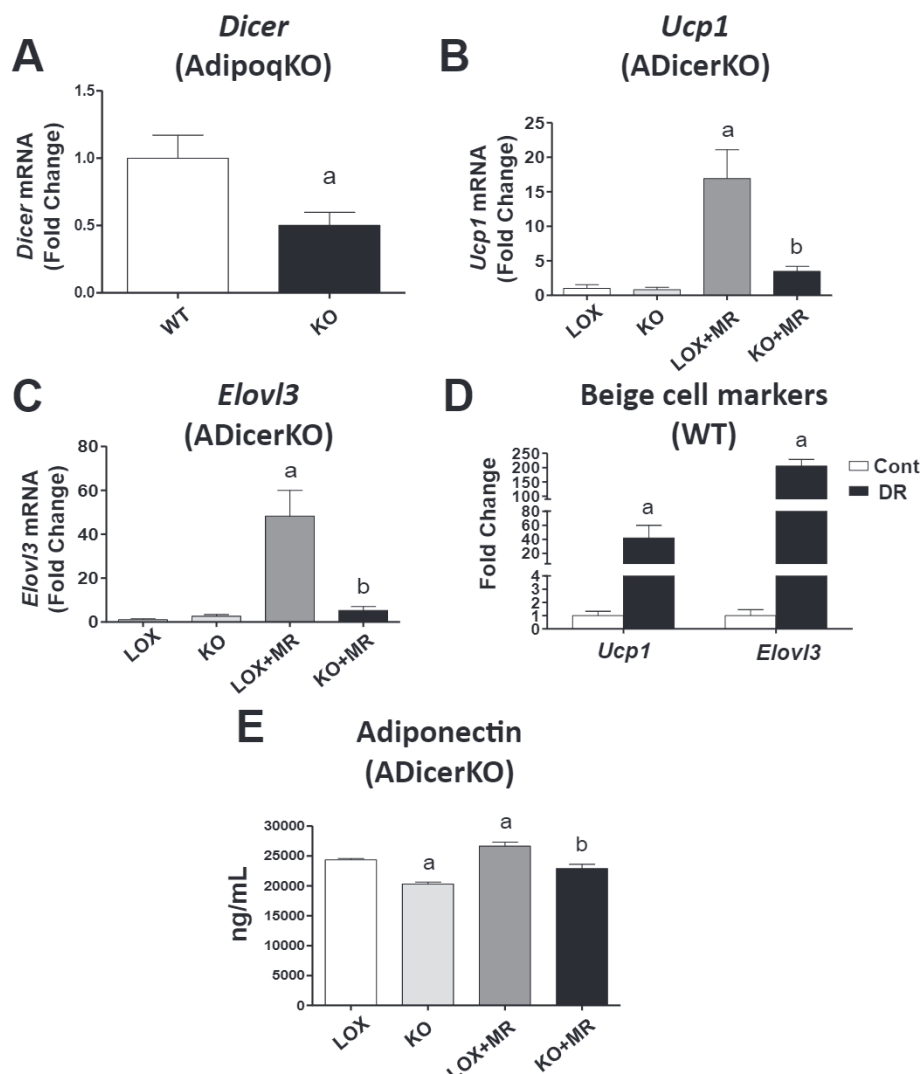 A
Dicer
(AdipoqKO)
Dicer mRNA
(Fold Change)
1.5
1.0
0.5
0.0
a
WT
KO
B
Ucp1
(ADicerKO)
Ucp1 mRNA
(Fold Change)
25
20
15
10
5
0
a
b
LOX
KO
LOX+MR
KO+MR
C
Elovl3
(ADicerKO)
Elovl3 mRNA
(Fold Change)
80
60
40
20
0
a
b
LOX
KO
LOX+MR
KO+MR
D
Beige cell markers
(WT)
Fold Change
250
200
150
100
80
60
40
20
4
3
2
1
0
a
a
Cont
DR
Ucp1
Elovl3
E
Adiponectin
(ADicerKO)
ng/mL
30000
25000
20000
15000
10000
5000
0
a
a
b
LOX
KO
LOX+MR
KO+MR